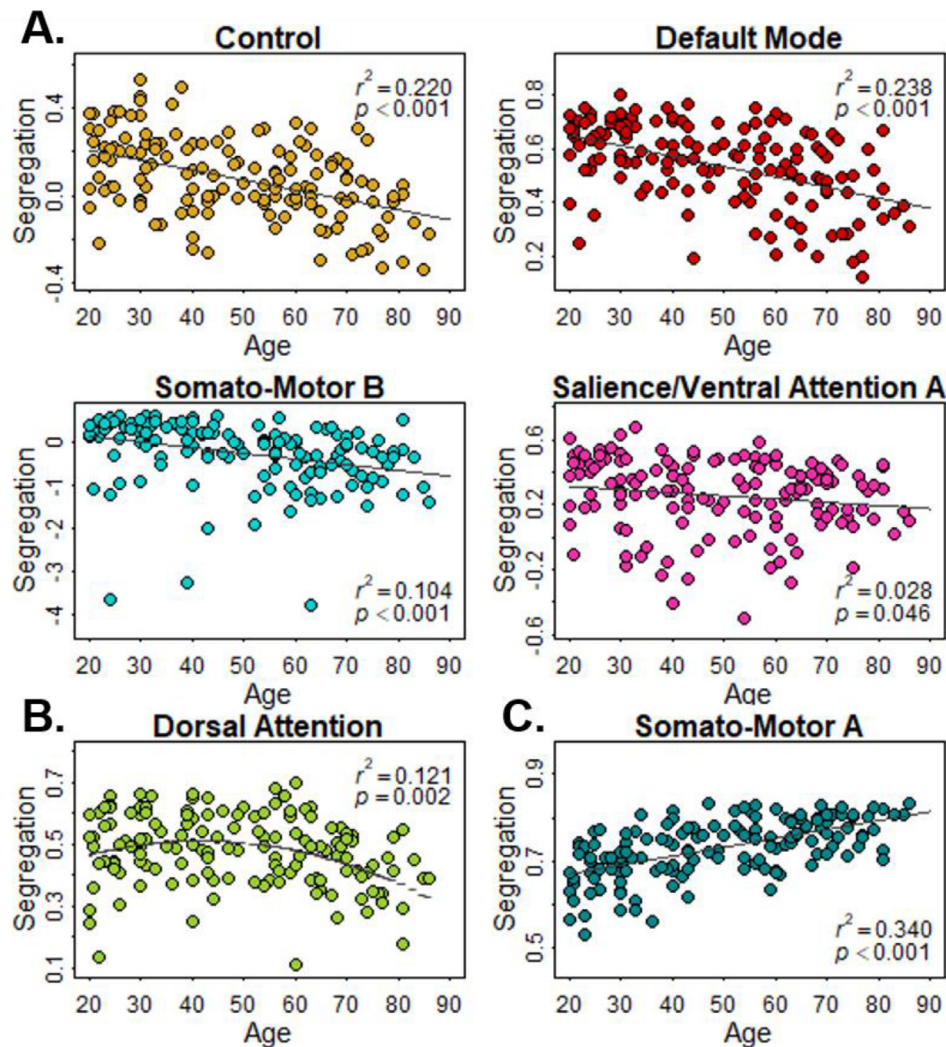 A.
Control
r² = 0.220
p < 0.001
Segregation
0.4
0.0
-0.4
20 30 40 50 60 70 80 90
Age
Default Mode
r² = 0.238
p < 0.001
Segregation
0.8
0.6
0.4
0.2
20 30 40 50 60 70 80 90
Age
Somato-Motor B
Segregation
0
-1
-2
-3
-4
r² = 0.104
p < 0.001
20 30 40 50 60 70 80 90
Age
Salience/Ventral Attention A
Segregation
0.6
0.2
-0.2
-0.6
r² = 0.028
p = 0.046
20 30 40 50 60 70 80 90
Age
B.
Dorsal Attention
r² = 0.121
p = 0.002
Segregation
0.7
0.5
0.3
0.1
20 30 40 50 60 70 80 90
Age
C.
Somato-Motor A
Segregation
0.9
0.7
0.5
r² = 0.340
p < 0.001
20 30 40 50 60 70 80 90
Age